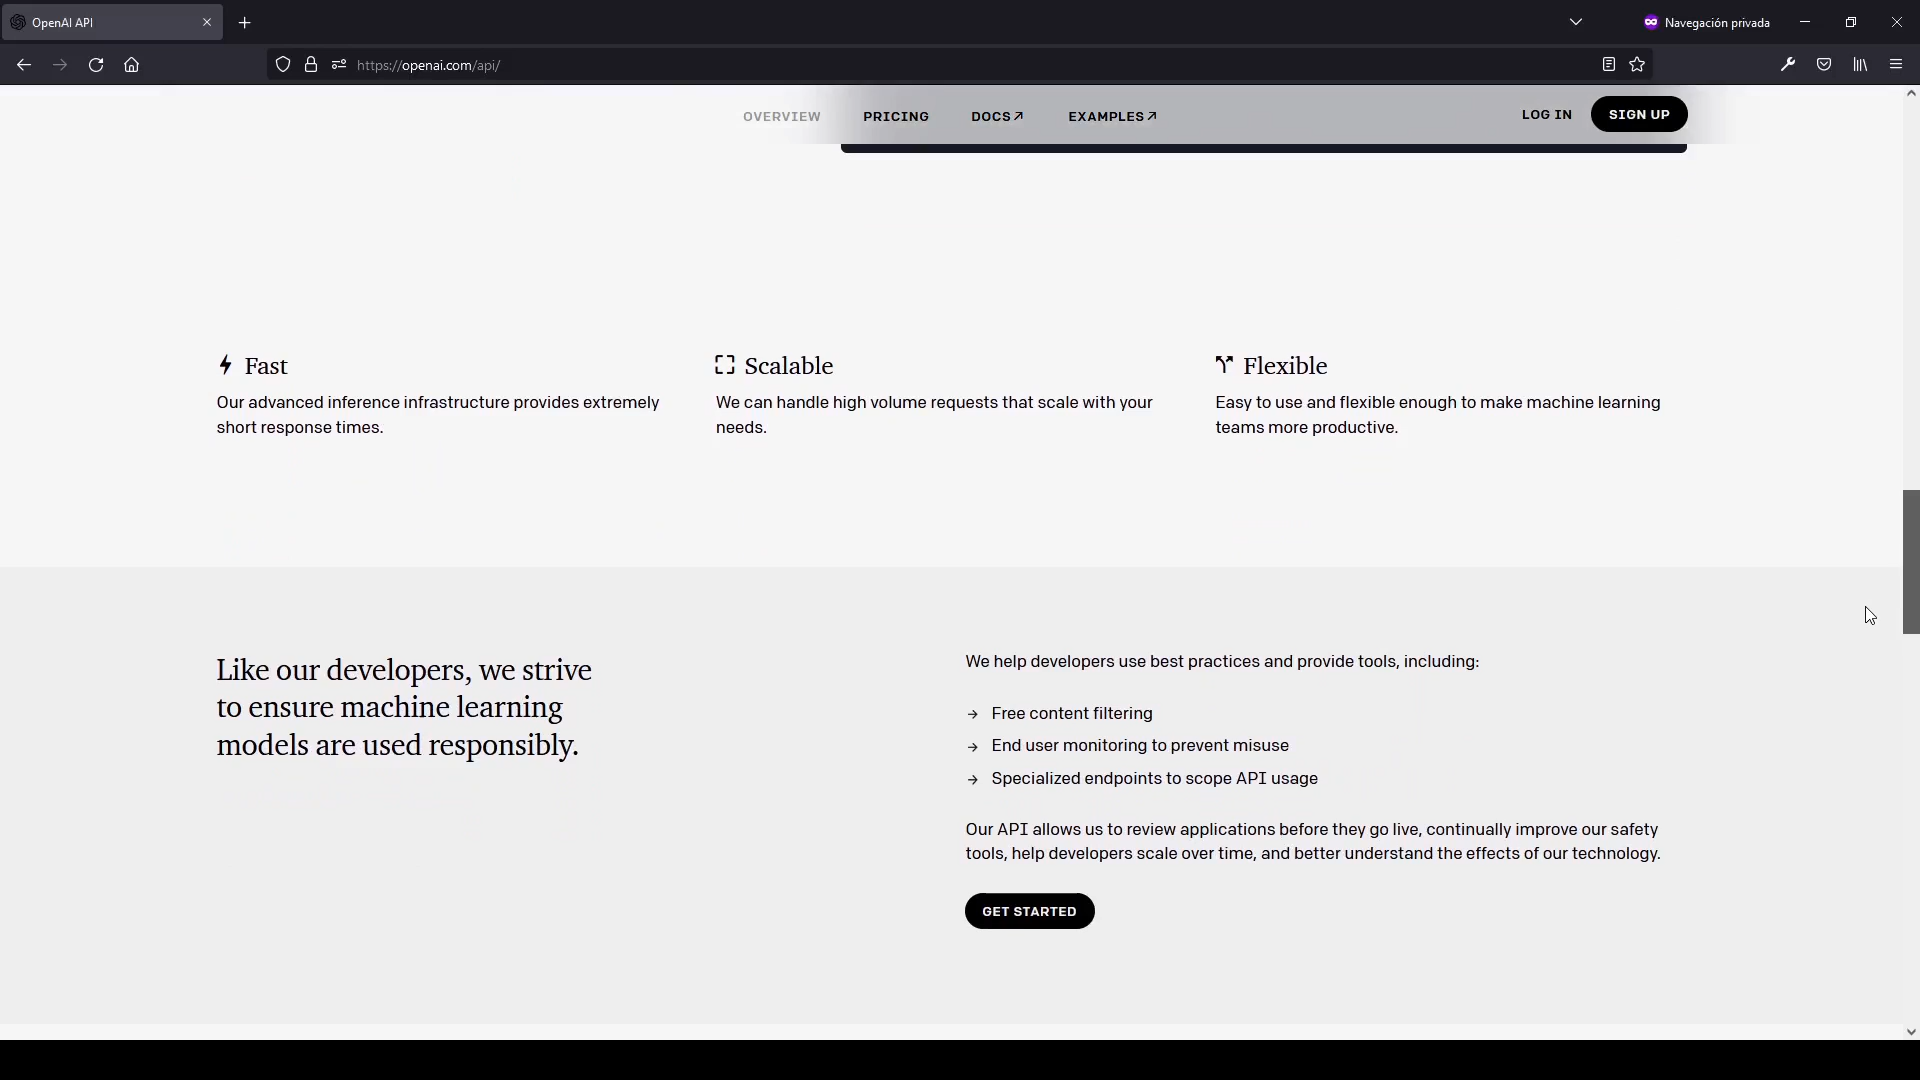 OpenAI API
Navegación privada
https://openai.com/api/
OVERVIEW PRICING DOCS↗ EXAMPLES↗ LOG IN SIGN UP
Fast
Our advanced inference infrastructure provides extremely
short response times.
Scalable
We can handle high volume requests that scale with your
needs.
Flexible
Easy to use and flexible enough to make machine learning
teams more productive.
Like our developers, we strive
to ensure machine learning
models are used responsibly.
We help developers use best practices and provide tools, including:
→ Free content filtering
→ End user monitoring to prevent misuse
→ Specialized endpoints to scope API usage
Our API allows us to review applications before they go live, continually improve our safety
tools, help developers scale over time, and better understand the effects of our technology.
GET STARTED